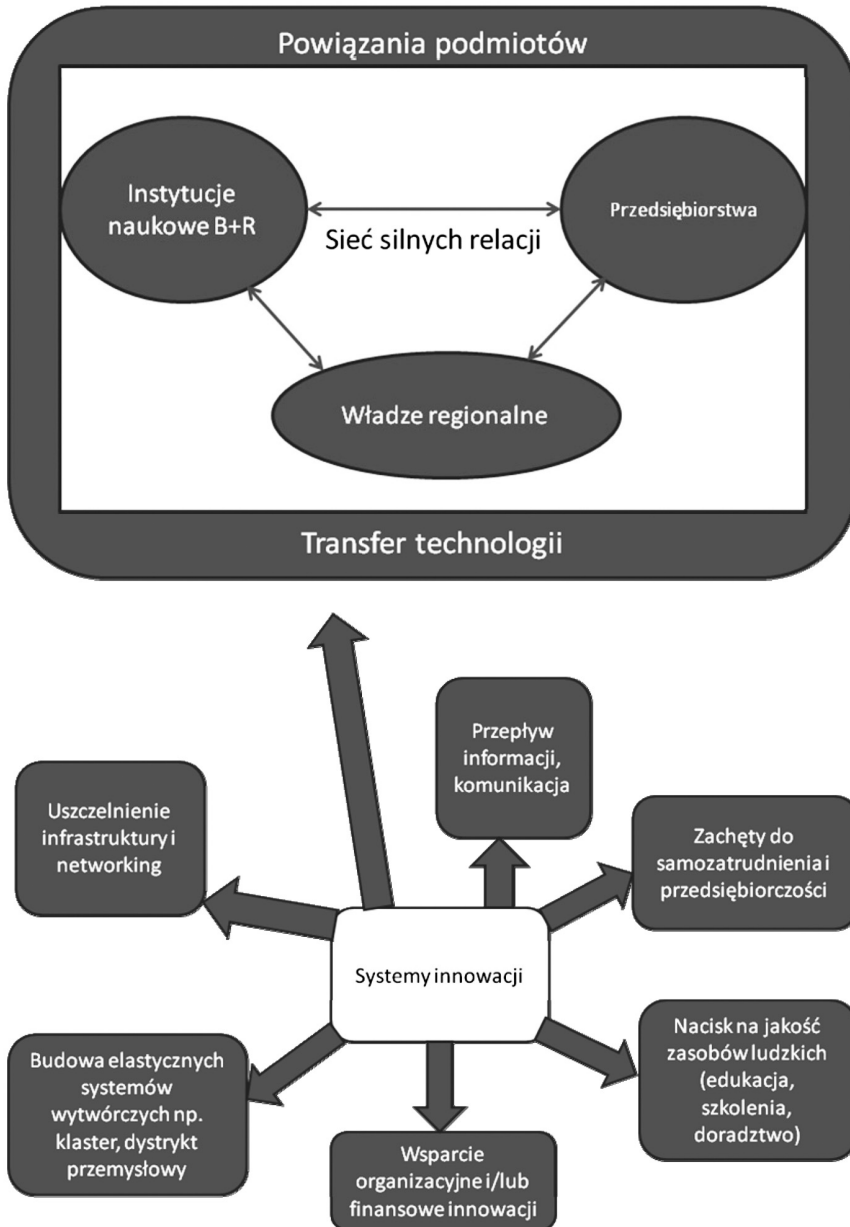 Powiązania podmiotów
Instytucje
naukowe B+R
Przedsiębiorstwa
Sieć silnych relacji
Władze regionalne
Transfer technologii
Przepływ
informacji,
komunikacja
Uszczelnienie
infrastruktury i
networking
Zachęty do
samozatrudnienia i
przedsiębiorczości
Systemy innowacji
Nacisk na jakość
zasobów ludzkich
(edukacja,
szkolenia,
doradztwo)
Budowa elastycznych
systemów
wytwórczych np.
klaster, dystrykt
przemysłowy
Wsparcie
organizacyjne i/lub
finansowe innowacji